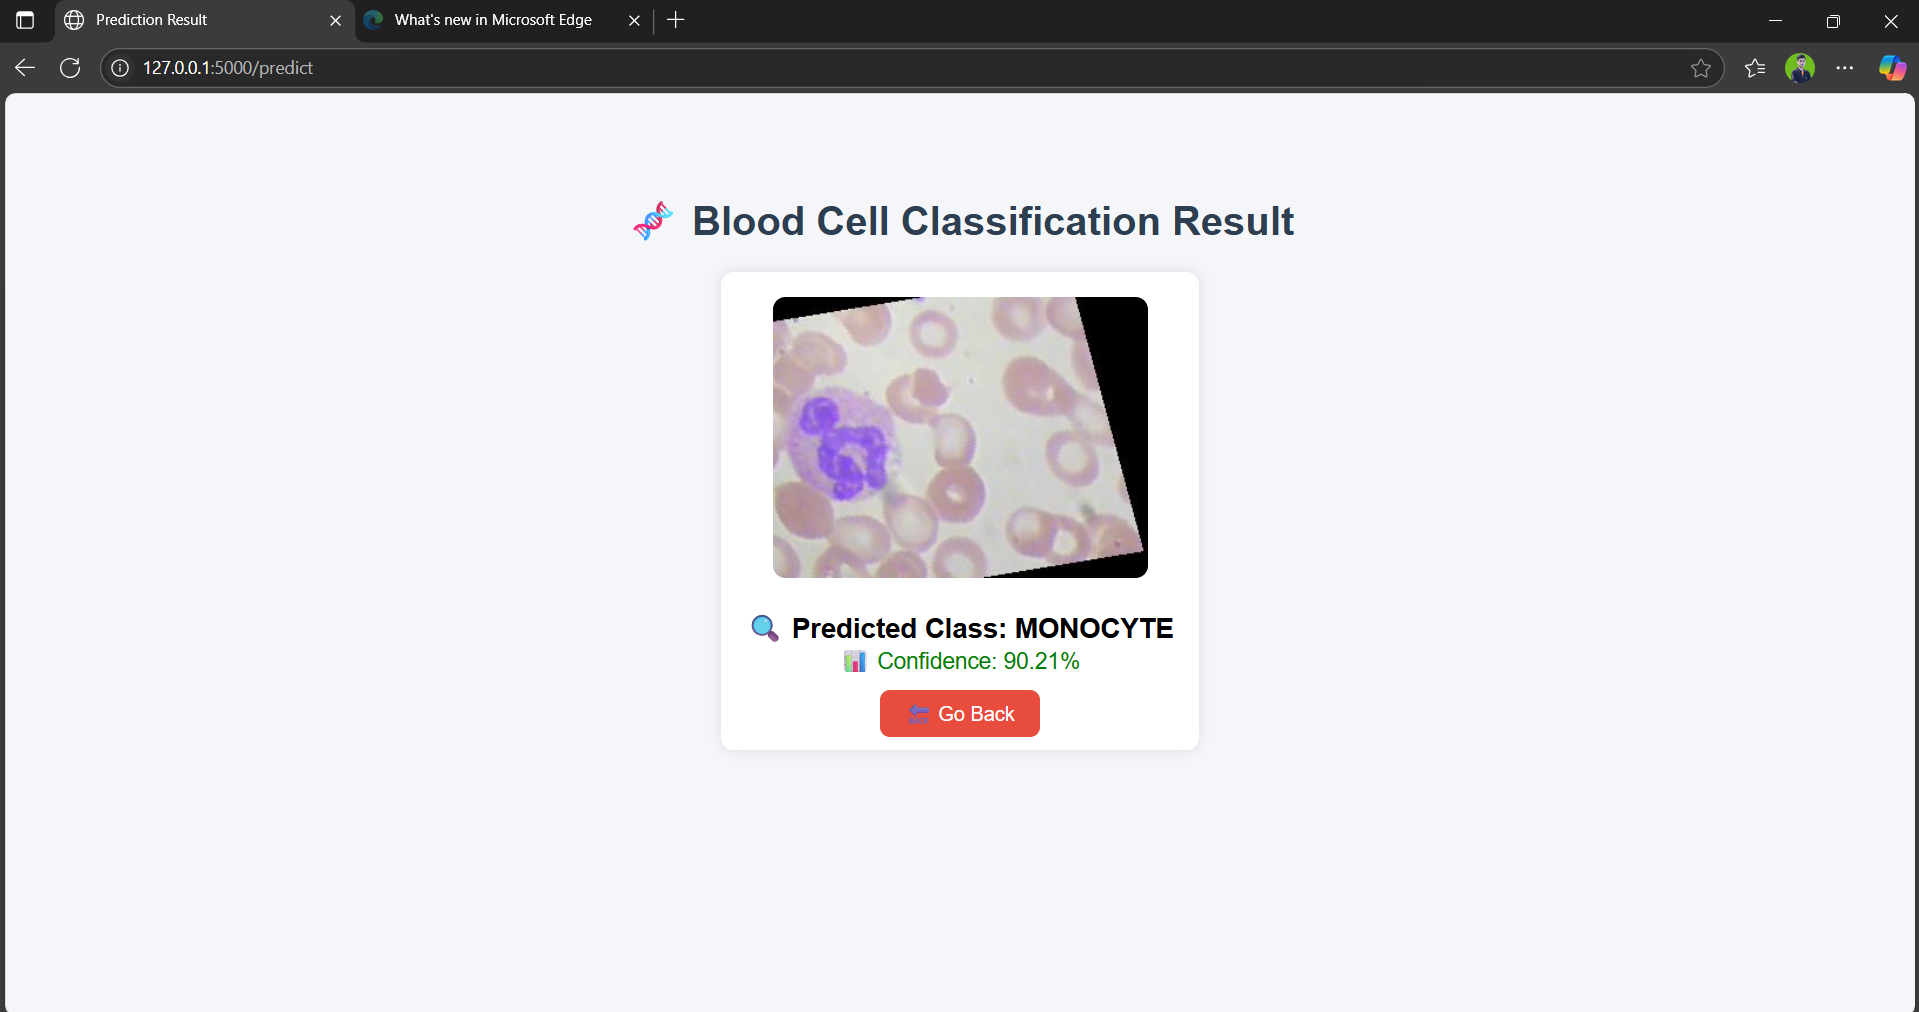 Prediction Result
What's new in Microsoft Edge
127.0.0.1:5000/predict
🧬 Blood Cell Classification Result
🔍 Predicted Class: MONOCYTE
📊 Confidence: 90.21%
Go Back